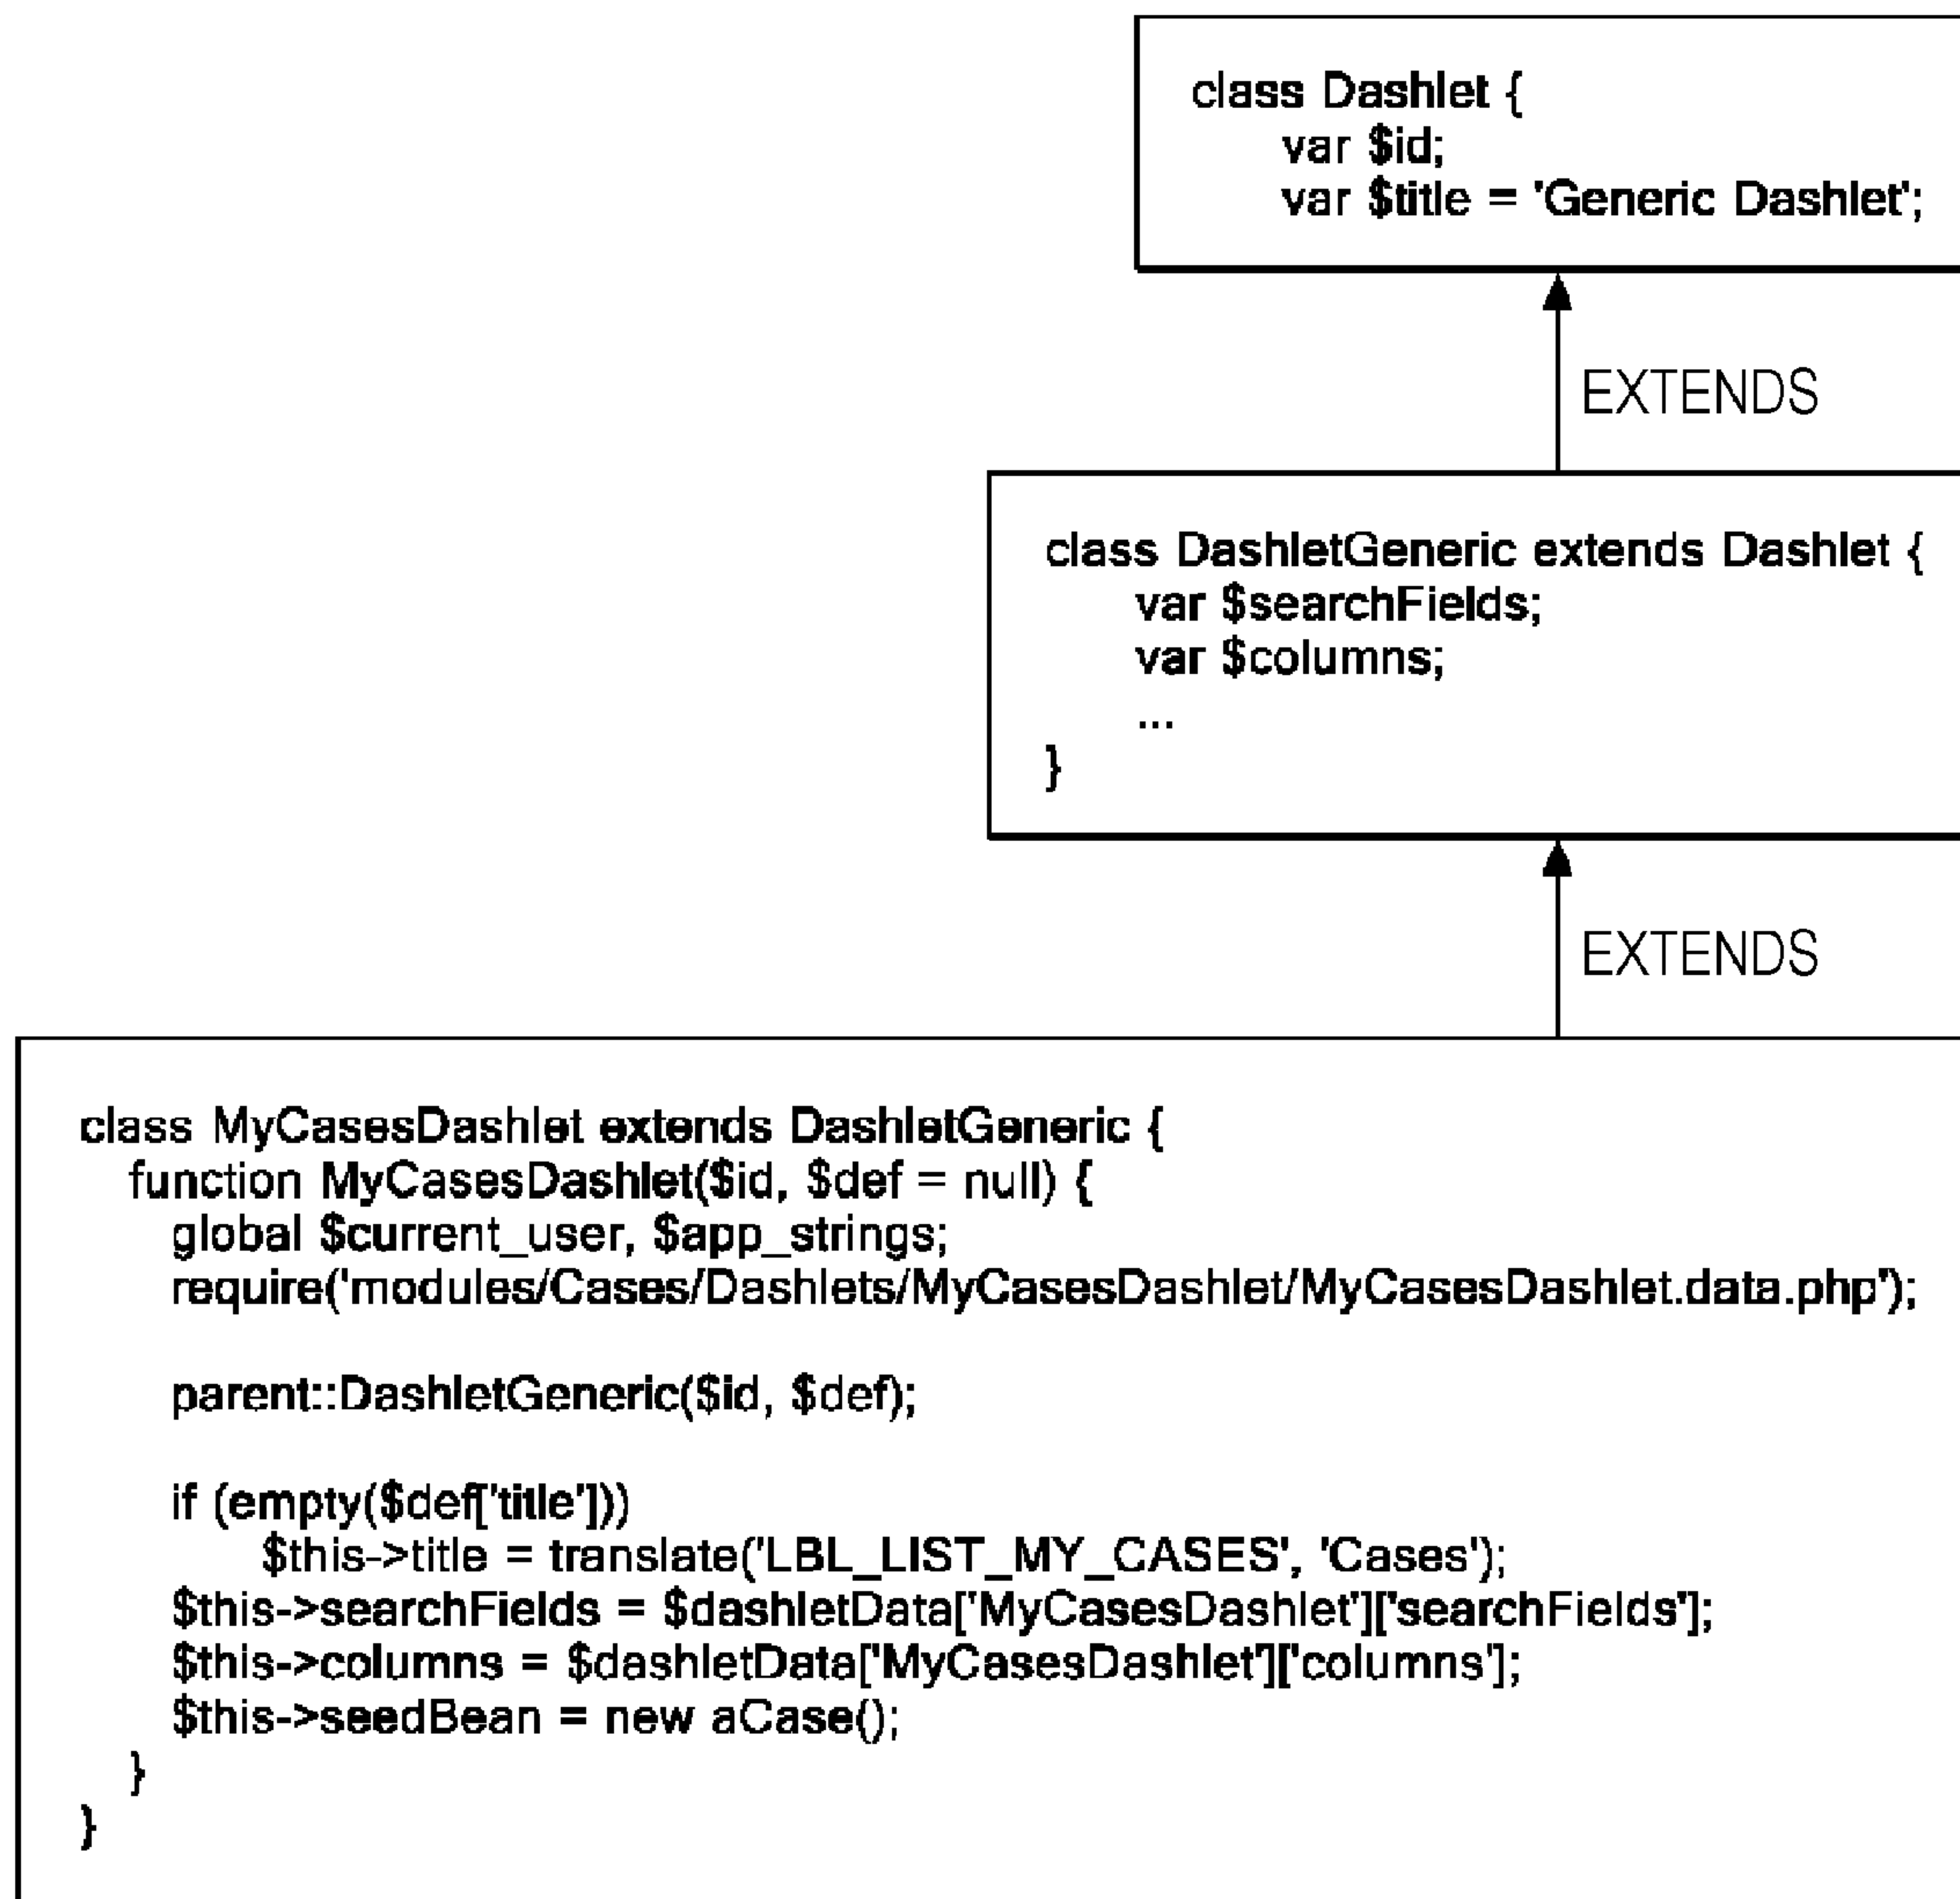 class Dashlet {
var $id;
var $title = 'Generic Dashlet';
EXTENDS
class DashletGeneric extends Dashlet {
var $searchFields;
var $columns;
...
}
EXTENDS
class MyCasesDashlet extends DashletGeneric {
function MyCasesDashlet($id, $def = null) {
global $current_user, $app_strings;
require('modules/Cases/Dashlets/MyCasesDashlet/MyCasesDashlet.data.php');
parent::DashletGeneric($id, $def);
if (empty($def['title']))
$this->title = translate('LBL_LIST_MY_CASES', 'Cases');
$this->searchFields = $dashletData['MyCasesDashlet']['searchFields'];
$this->columns = $dashletData['MyCasesDashlet']['columns'];
$this->seedBean = new aCase();
}
}